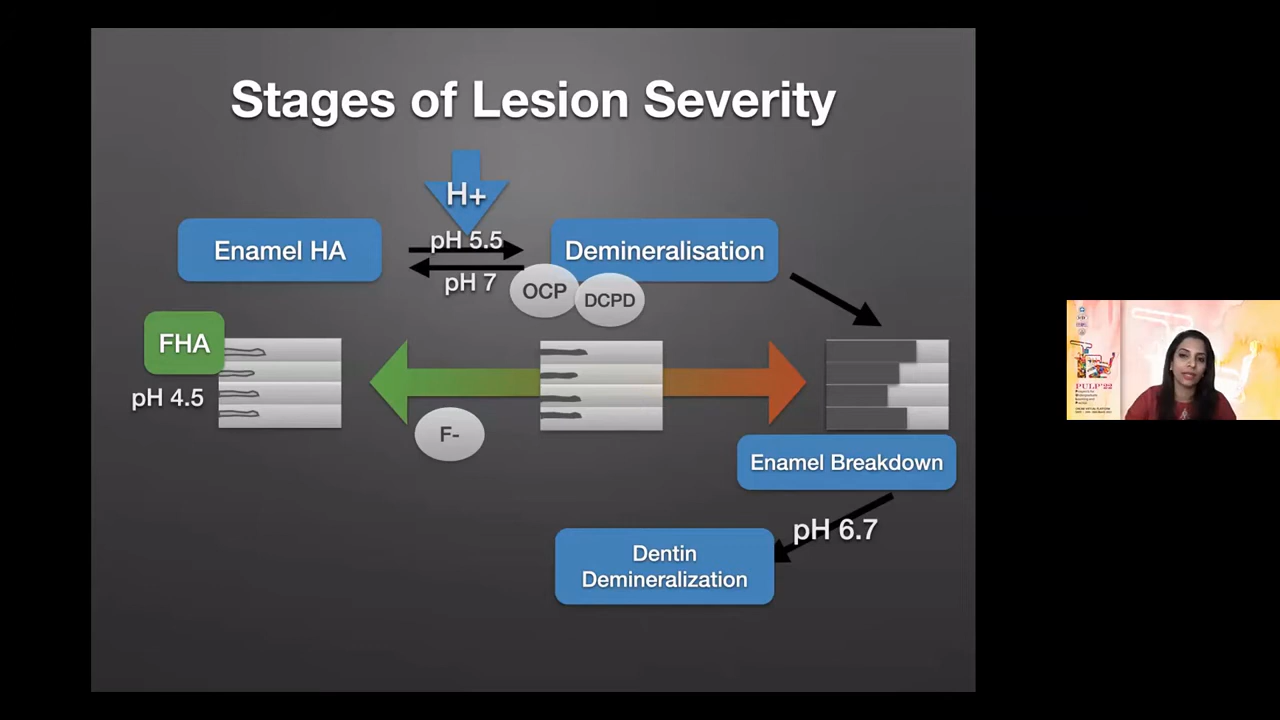 Stages of Lesion Severity
H+
Enamel HA
pH 5.5
Demineralisation
pH 7
OCP
DCPD
FHA
pH 4.5
F-
Enamel Breakdown
pH 6.7
Dentin
Demineralization
PULP'22